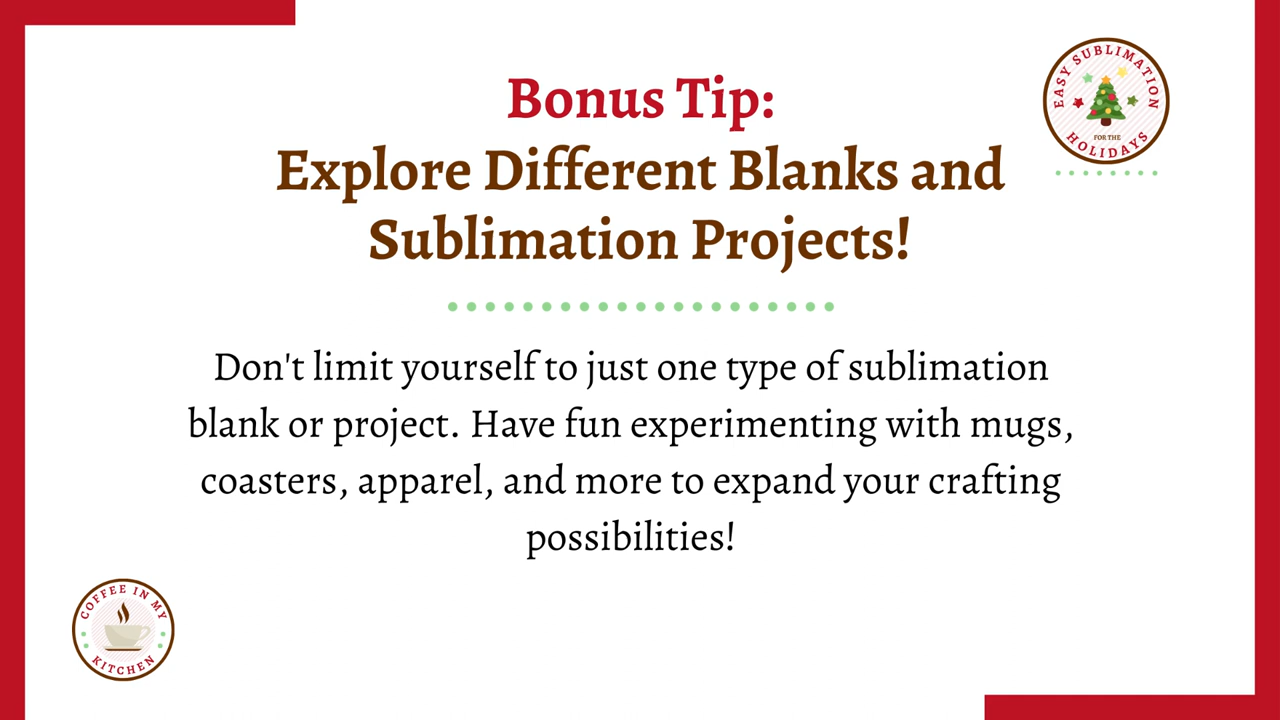 Bonus Tip:
Explore Different Blanks and
Sublimation Projects!
EASY SUBLIMATION
FOR THE
HOLIDAYS
Don't limit yourself to just one type of sublimation
blank or project. Have fun experimenting with mugs,
coasters, apparel, and more to expand your crafting
possibilities!
COFFEE IN MY
KITCHEN